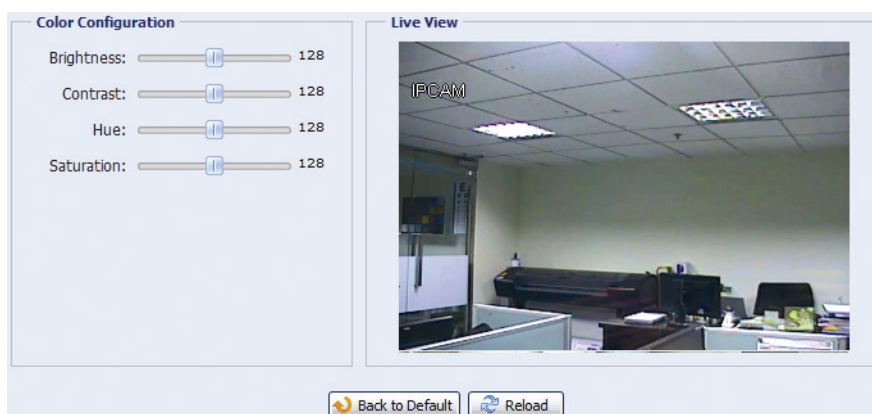 Color Configuration
Brightness: 128
Contrast: 128
Hue: 128
Saturation: 128
Live View
IPCAM
E
Back to Default
Reload